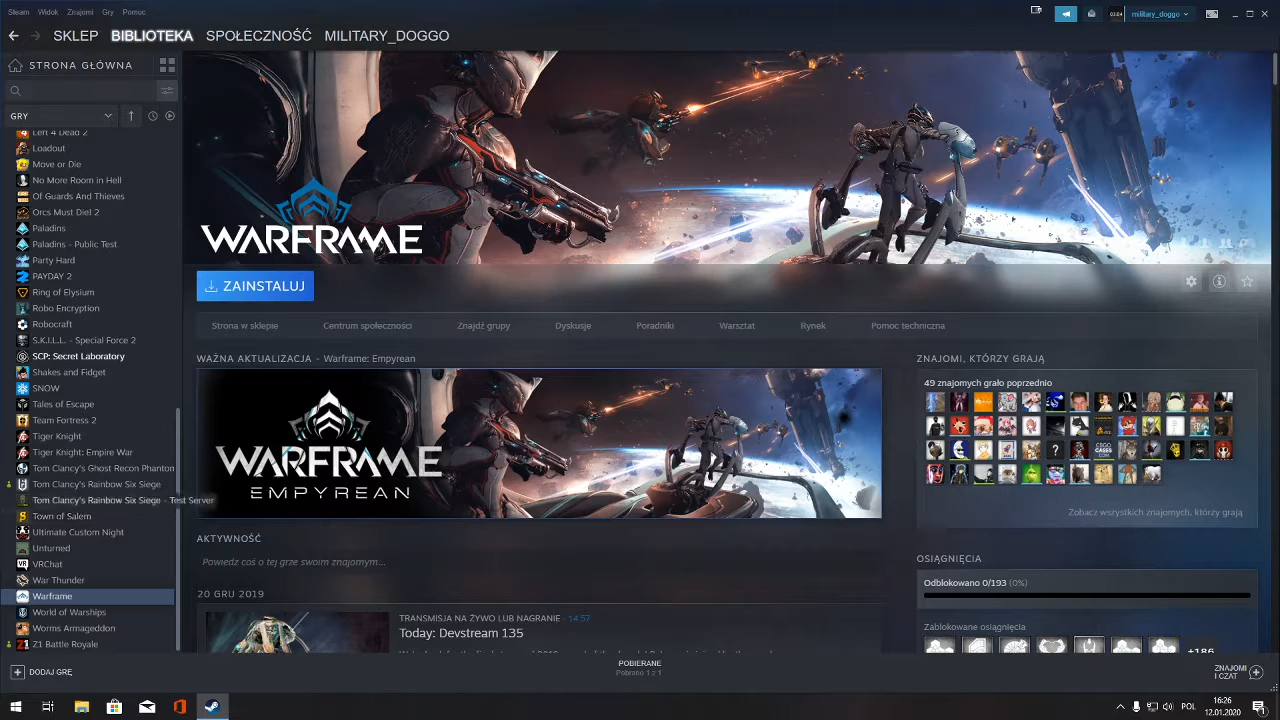 Steam Widok Znajomi Gry Pomoc
03:04 military_doggo
SKLEP BIBLIOTEKA SPOŁECZNOŚĆ MILITARY_DOGGO
STRONA GŁÓWNA
GRY
Left 4 Dead 2
Loadout
Move or Die
No More Room in Hell
Of Guards And Thieves
Orcs Must Die! 2
Paladins
Paladins - Public Test
Party Hard
PAYDAY 2
Ring of Elysium
Robo Encryption
Robocraft
S.K.I.L.L. - Special Force 2
SCP: Secret Laboratory
Shakes and Fidget
SNOW
Tales of Escape
Team Fortress 2
Tiger Knight
Tiger Knight: Empire War
Tom Clancy's Ghost Recon Phantom
Tom Clancy's Rainbow Six Siege
Tom Clancy's Rainbow Six Siege - Test Server
Town of Salem
Ultimate Custom Night
Unturned
VRChat
War Thunder
Warframe
World of Warships
Worms Armageddon
Z1 Battle Royale
DODAJ GRĘ
WARFRAME
ZAINSTALUJ
Strona w sklepie Centrum społeczności Znajdź grupy Dyskusje Poradniki Warsztat Rynek Pomoc techniczna
WAŻNA AKTUALIZACJA - Warframe: Empyrean
WARFRAME
EMPYREAN
AKTYWNOŚĆ
Powiedz coś o tej grze swoim znajomym...
20 GRU 2019
TRANSMISJA NA ŻYWO LUB NAGRANIE - 14:57
Today: Devstream 135
ZNAJOMI, KTÓRZY GRAJĄ
49 znajomych grało poprzednio
Zobacz wszystkich znajomych, którzy grają
OSIĄGNIĘCIA
Odblokowano 0/193 (0%)
Zablokowane osiągnięcia
+186
POBIERANE
Pobrano 1 z 1
ZNAJOMI
I CZAT
POL
16:26
12.01.2020